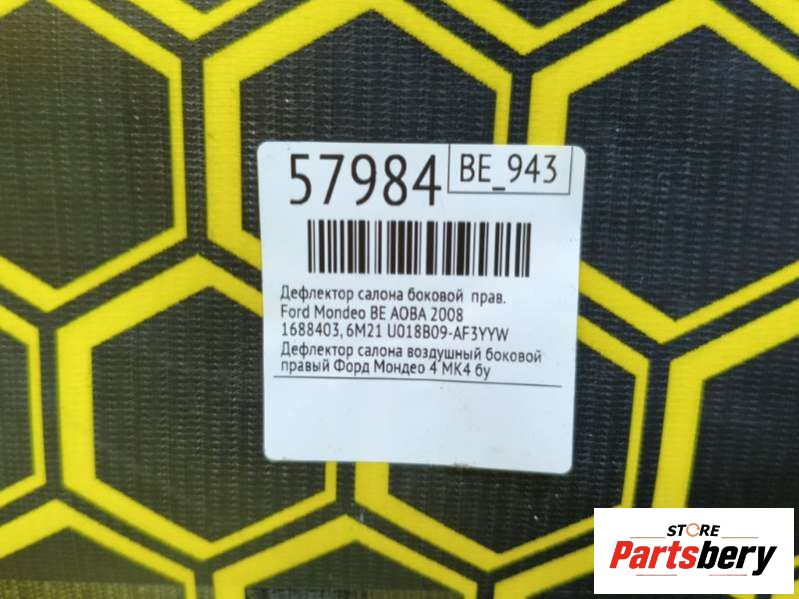 57984
BE_943
Дефлектор салона боковой прав.
Ford Mondeo BE AOBA 2008
1688403, 6M21 U018B09-AF3YYW
Дефлектор салона воздушный боковой
правый Форд Мондео 4 МК4 бу
STORE
Partsbery